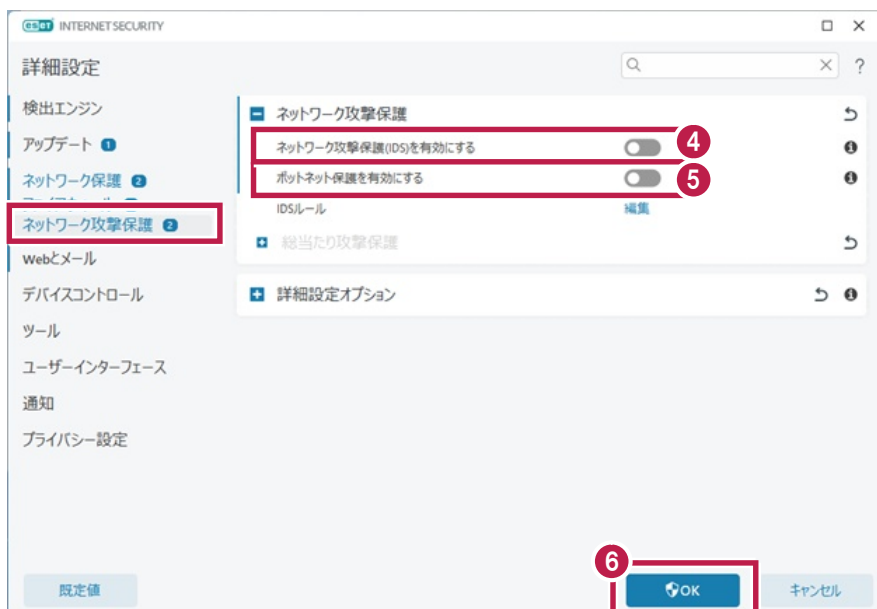 eseT INTERNET SECURITY
詳細設定
検出エンジン
アップデート 1
ネットワーク保護 2
ネットワーク攻撃保護 2
Webとメール
デバイスコントロール
ツール
ユーザーインターフェース
通知
プライバシー設定
ネットワーク攻撃保護
ネットワーク攻撃保護(IDS)を有効にする 4
ボットネット保護を有効にする 5
IDSルール 編集
総当たり攻撃保護
詳細設定オプション
6
既定値 OK キャンセル